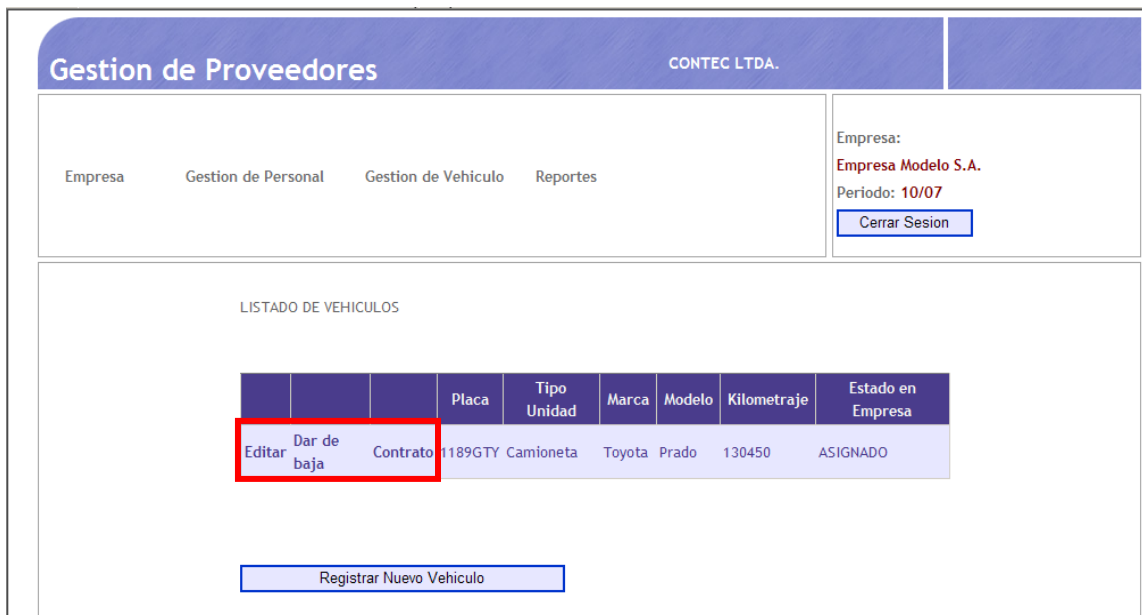 Gestion de Proveedores
CONTEC LTDA.
Empresa Gestion de Personal Gestion de Vehiculo Reportes
Empresa:
Empresa Modelo S.A.
Periodo: 10/07
Cerrar Sesion
LISTADO DE VEHICULOS
Placa Tipo Unidad Marca Modelo Kilometraje Estado en Empresa
Editar Dar de baja Contrato 1189GTY Camioneta Toyota Prado 130450 ASIGNADO
Registrar Nuevo Vehiculo